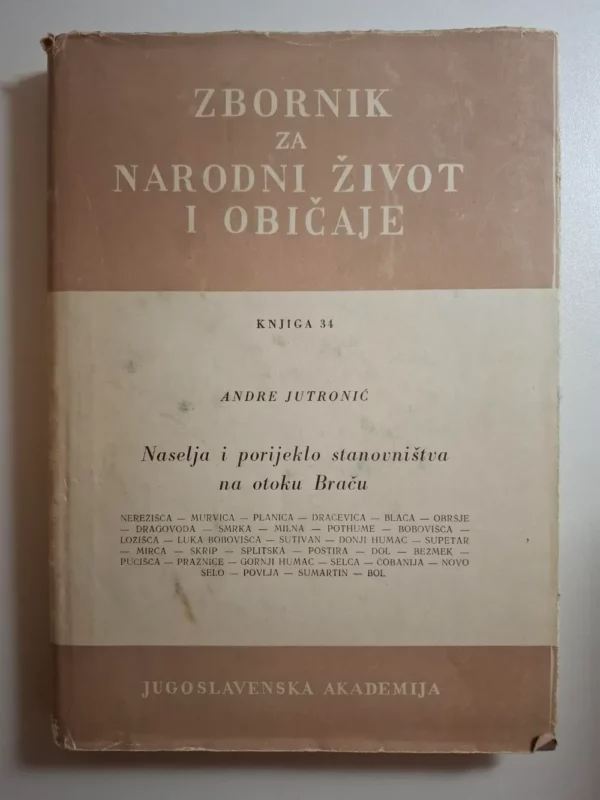 ZBORNIK
ZA
NARODNI ŽIVOT
I OBIČAJE
KNJIGA 34
ANDRE JUTRONIĆ
Naselja i porijeklo stanovništva
na otoku Braču
NEREŽIŠĆA — MURVICA — PLANICA — DRAČEVICA — BLACA — OBRŠJE
— DRAGOVODA — SMRKA — MILNA — POTHUME — BOBOVIŠĆA —
LOŽIŠĆA — LUKA BOBOVIŠĆA — SUTIVAN — DONJI HUMAC — SUPETAR
— MIRCA — ŠKRIP — SPLITSKA — POSTIRA — DOL — BEZMEK —
PUČIŠĆA — PRAŽNICE — GORNJI HUMAC — SELCA — ČOBANIJA — NOVO
SELO — POVLJA — SUMARTIN — BOL
JUGOSLAVENSKA AKADEMIJA